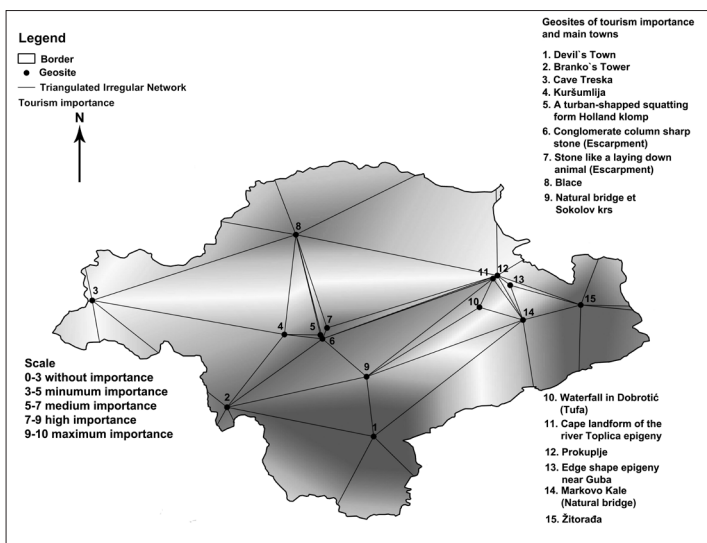 Legend
Border
Geosite
Triangulated Irregular Network
Tourism importance
N
Geosites of tourism importance
and main towns
1. Devil`s Town
2. Branko`s Tower
3. Cave Treska
4. Kuršumlija
5. A turban-shapped squatting
form Holland klomp
6. Conglomerate column sharp
stone (Escarpment)
7. Stone like a laying down
animal (Escarpment)
8. Blace
9. Natural bridge et
Sokolov krs
8
3
12
11
13
15
10
7
14
4
5
6
9
2
1
Scale
0-3 without importance
3-5 minumum importance
5-7 medium importance
7-9 high importance
9-10 maximum importance
10. Waterfall in Dobrotić
(Tufa)
11. Cape landform of the
river Toplica epigeny
12. Prokuplje
13. Edge shape epigeny
near Guba
14. Markovo Kale
(Natural bridge)
15. Žitorađa